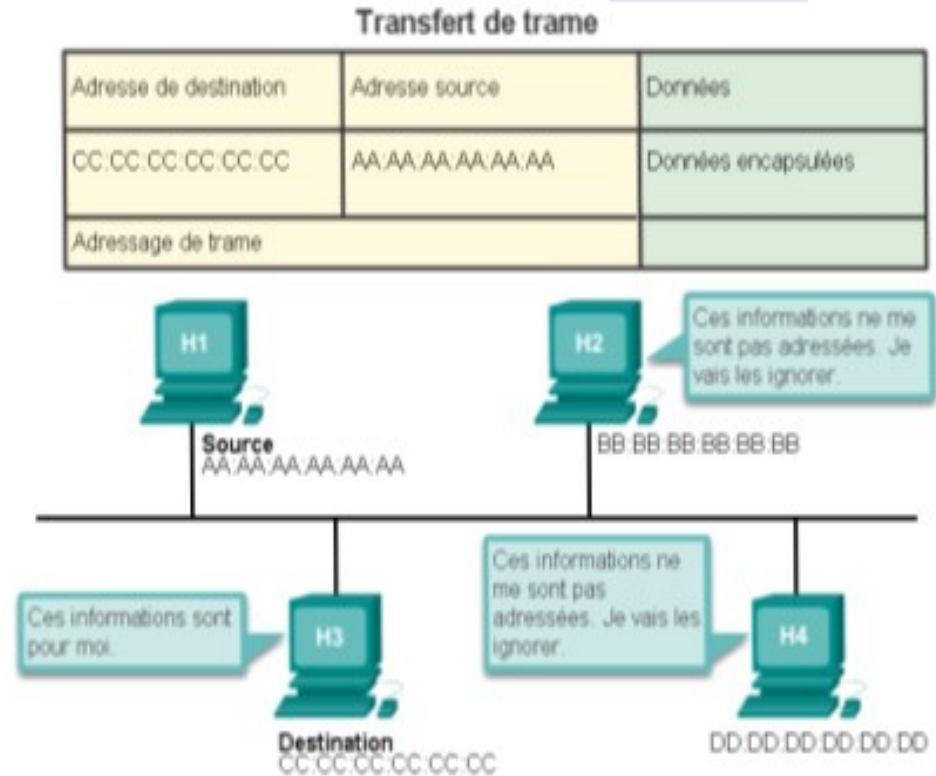 Transfert de trame
Adresse de destination
Adresse source
Données
CC:CC:CC:CC:CC:CC
AA:AA:AA:AA:AA:AA
Données encapsulées
Adressage de trame
H1
H2
Ces informations ne me
sont pas adressées. Je
vais les ignorer.
Source
AA:AA:AA:AA:AA:AA
BB:BB:BB:BB:BB:BB
Ces informations sont
pour moi.
H3
Ces informations ne
me sont pas
adressées. Je vais les
ignorer.
H4
Destination
CC:CC:CC:CC:CC:CC
DD:DD:DD:DD:DD:DD